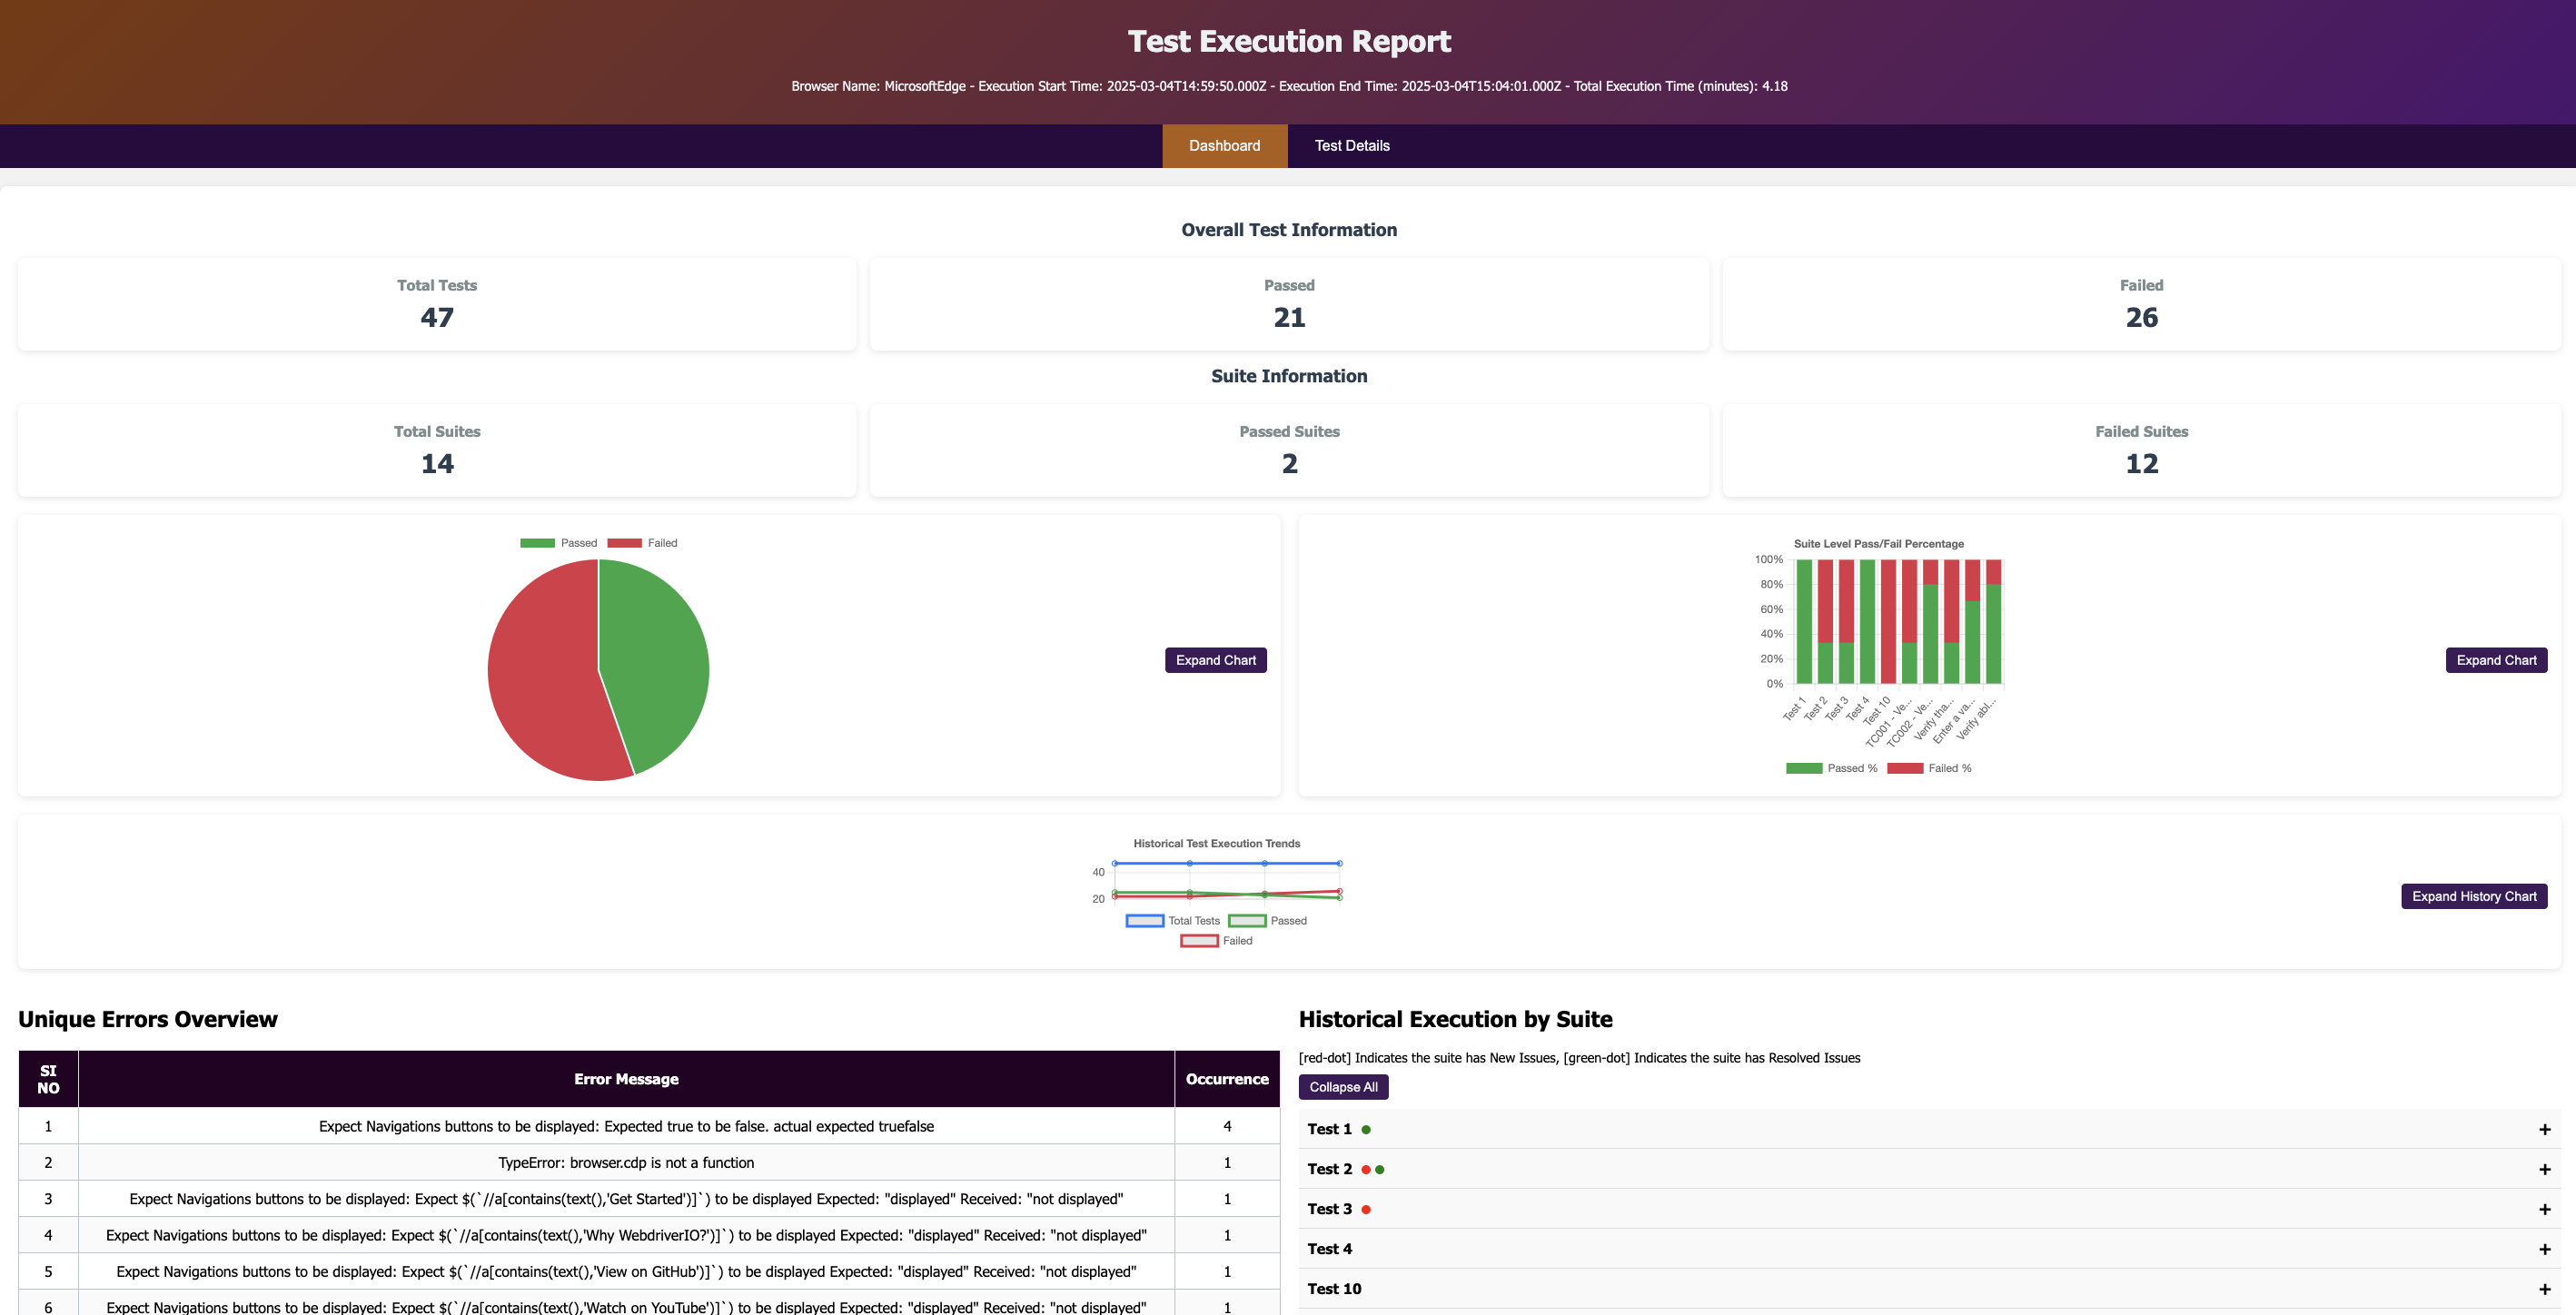 Test Execution Report
Browser Name: MicrosoftEdge - Execution Start Time: 2025-03-04T14:59:50.000Z - Execution End Time: 2025-03-04T15:04:01.000Z - Total Execution Time (minutes): 4.18
Dashboard Test Details
Overall Test Information
Total Tests
47
Passed
21
Failed
26
Suite Information
Total Suites
14
Passed Suites
2
Failed Suites
12
Passed Failed
Expand Chart
Suite Level Pass/Fail Percentage
100%
80%
60%
40%
20%
0%
Test 1
Test 2
Test 3
Test 4
Test 10
TC001 - Ve...
TC002 - Ve...
Verify tha...
Enter a va...
Verify abl...
Passed % Failed %
Expand Chart
Historical Test Execution Trends
40
20
Total Tests Passed
Failed
Expand History Chart
Unique Errors Overview
SI NO Error Message Occurrence
1 Expect Navigations buttons to be displayed: Expected true to be false. actual expected truefalse 4
2 TypeError: browser.cdp is not a function 1
3 Expect Navigations buttons to be displayed: Expect $(`//a[contains(text(),'Get Started')]`) to be displayed Expected: "displayed" Received: "not displayed" 1
4 Expect Navigations buttons to be displayed: Expect $(`//a[contains(text(),'Why WebdriverIO?')]`) to be displayed Expected: "displayed" Received: "not displayed" 1
5 Expect Navigations buttons to be displayed: Expect $(`//a[contains(text(),'View on GitHub')]`) to be displayed Expected: "displayed" Received: "not displayed" 1
6 Expect Navigations buttons to be displayed: Expect $(`//a[contains(text(),'Watch on YouTube')]`) to be displayed Expected: "displayed" Received: "not displayed" 1
Historical Execution by Suite
[red-dot] Indicates the suite has New Issues, [green-dot] Indicates the suite has Resolved Issues
Collapse All
Test 1 +
Test 2 +
Test 3 +
Test 4 +
Test 10 +